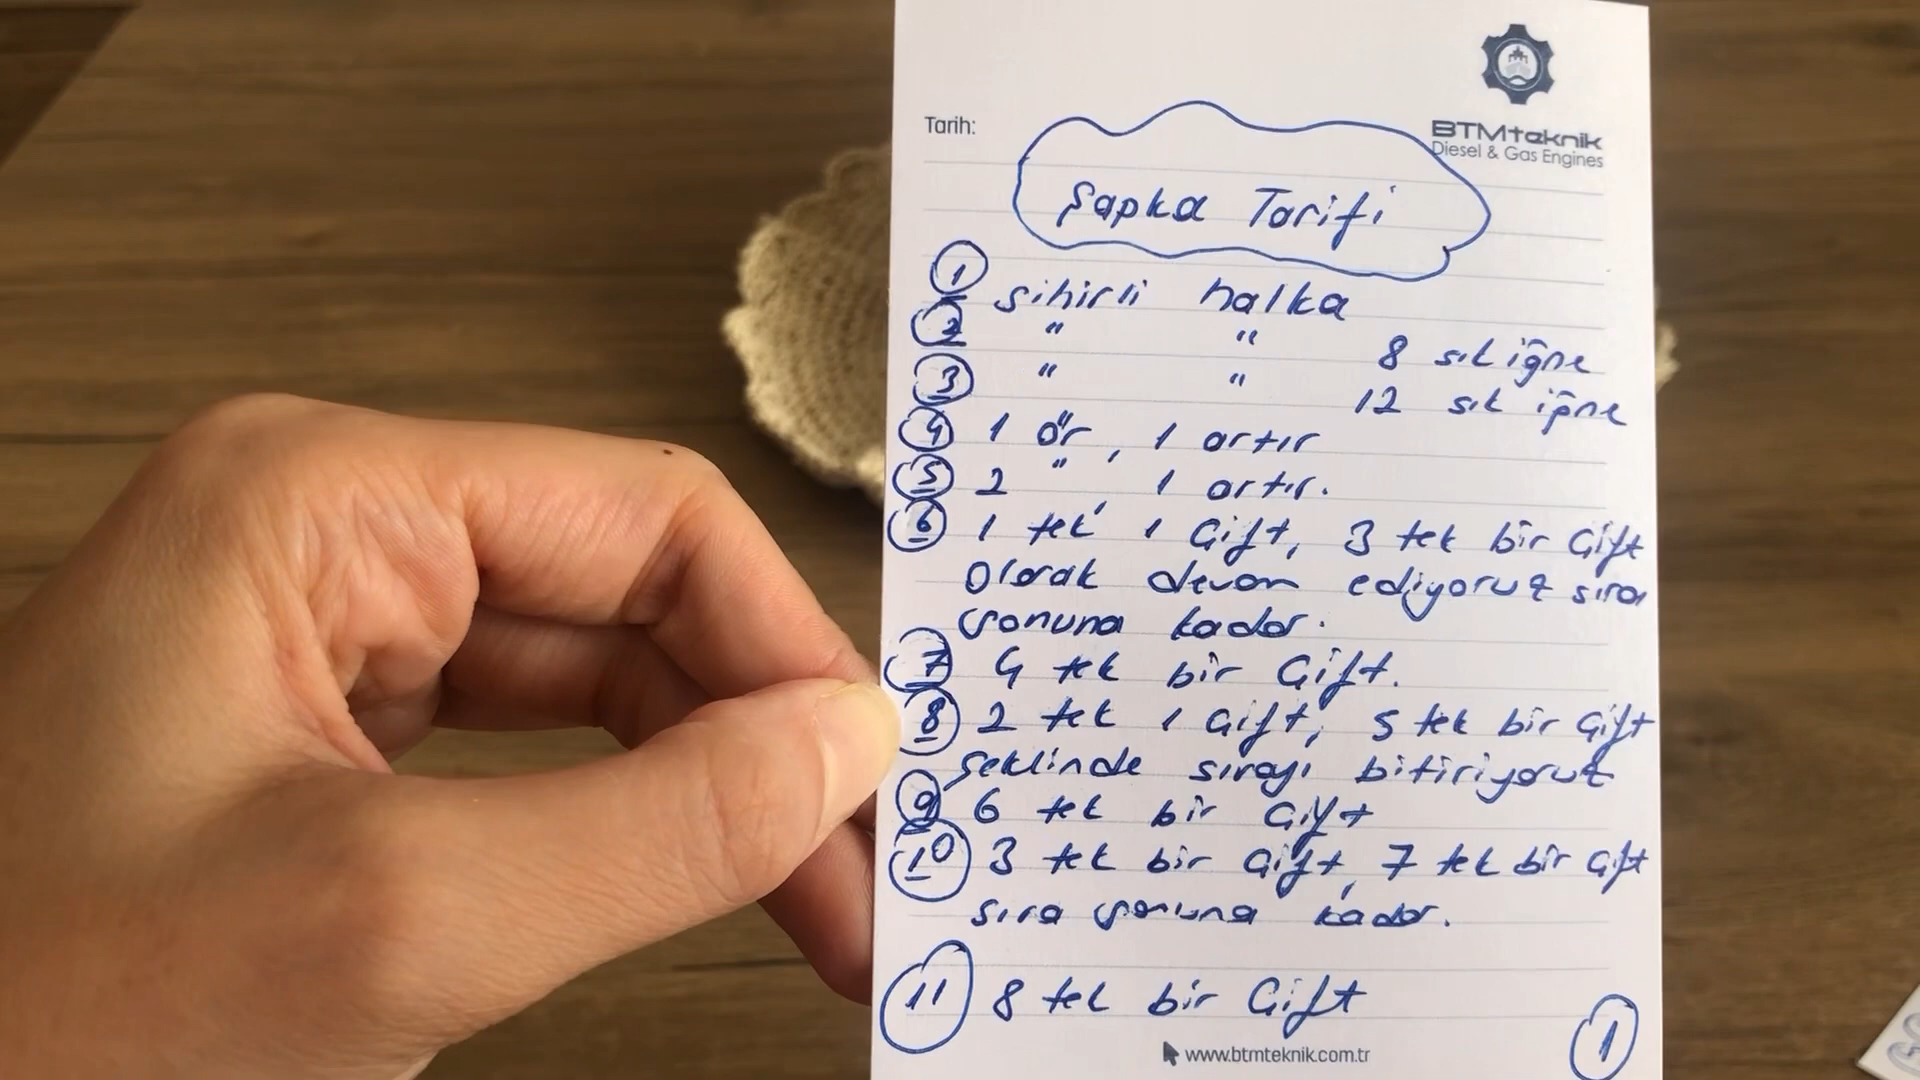 Tarih:
BTMteknik
Diesel & Gas Engines
Şapka Tarifi
1 sihirli halka
2 " " 8 sık iğne
3 " " 12 sık iğne
4 1 ör, 1 artır
5 2 ", 1 artır.
6 1 tek 1 Çift, 3 tek bir Çift
olarak devam ediyoruz sıra
sonuna kadar.
7 4 tek bir Çift.
8 2 tek 1 Çift, 5 tek bir Çift
şeklinde sırayı bitiriyoruz
9 6 tek bir Çift
10 3 tek bir Çift, 7 tek bir Çift
sıra sonuna kadar.
11 8 tek bir Çift
www.btmteknik.com.tr
1